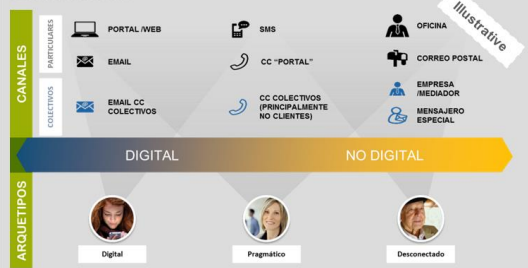 Illustrative
CANALES
PARTICULARES
PORTAL /WEB
SMS
OFICINA
EMAIL
CC "PORTAL"
CORREO POSTAL
COLECTIVOS
EMAIL CC
COLECTIVOS
CC COLECTIVOS
(PRINCIPALMENTE
NO CLIENTES)
EMPRESA
/MEDIADOR
MENSAJERO
ESPECIAL
DIGITAL
NO DIGITAL
ARQUETIPOS
Digital
Pragmático
Desconectado